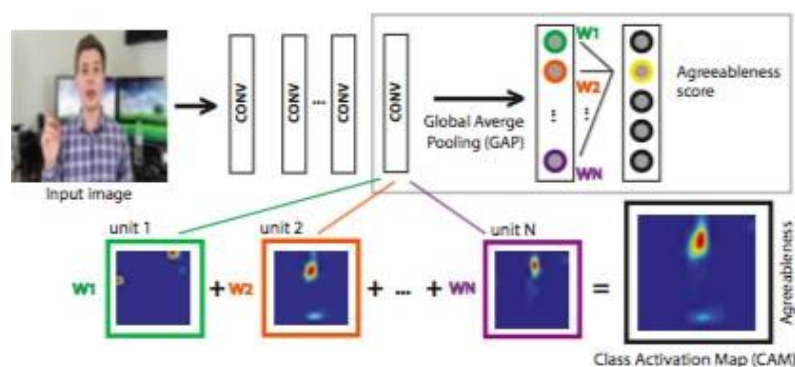 W1
CONV
CONV
...
CONV
CONV
W2
Agreeableness
score
Global Averge
Pooling (GAP)
WN
Input image
unit 1
unit 2
unit N
W1
+ W2
+ ... + WN
=
Agreeableness
Class Activation Map (CAM)